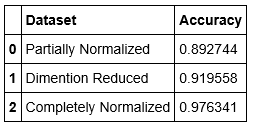 Dataset Accuracy
0 Partially Normalized 0.892744
1 Dimention Reduced 0.919558
2 Completely Normalized 0.976341